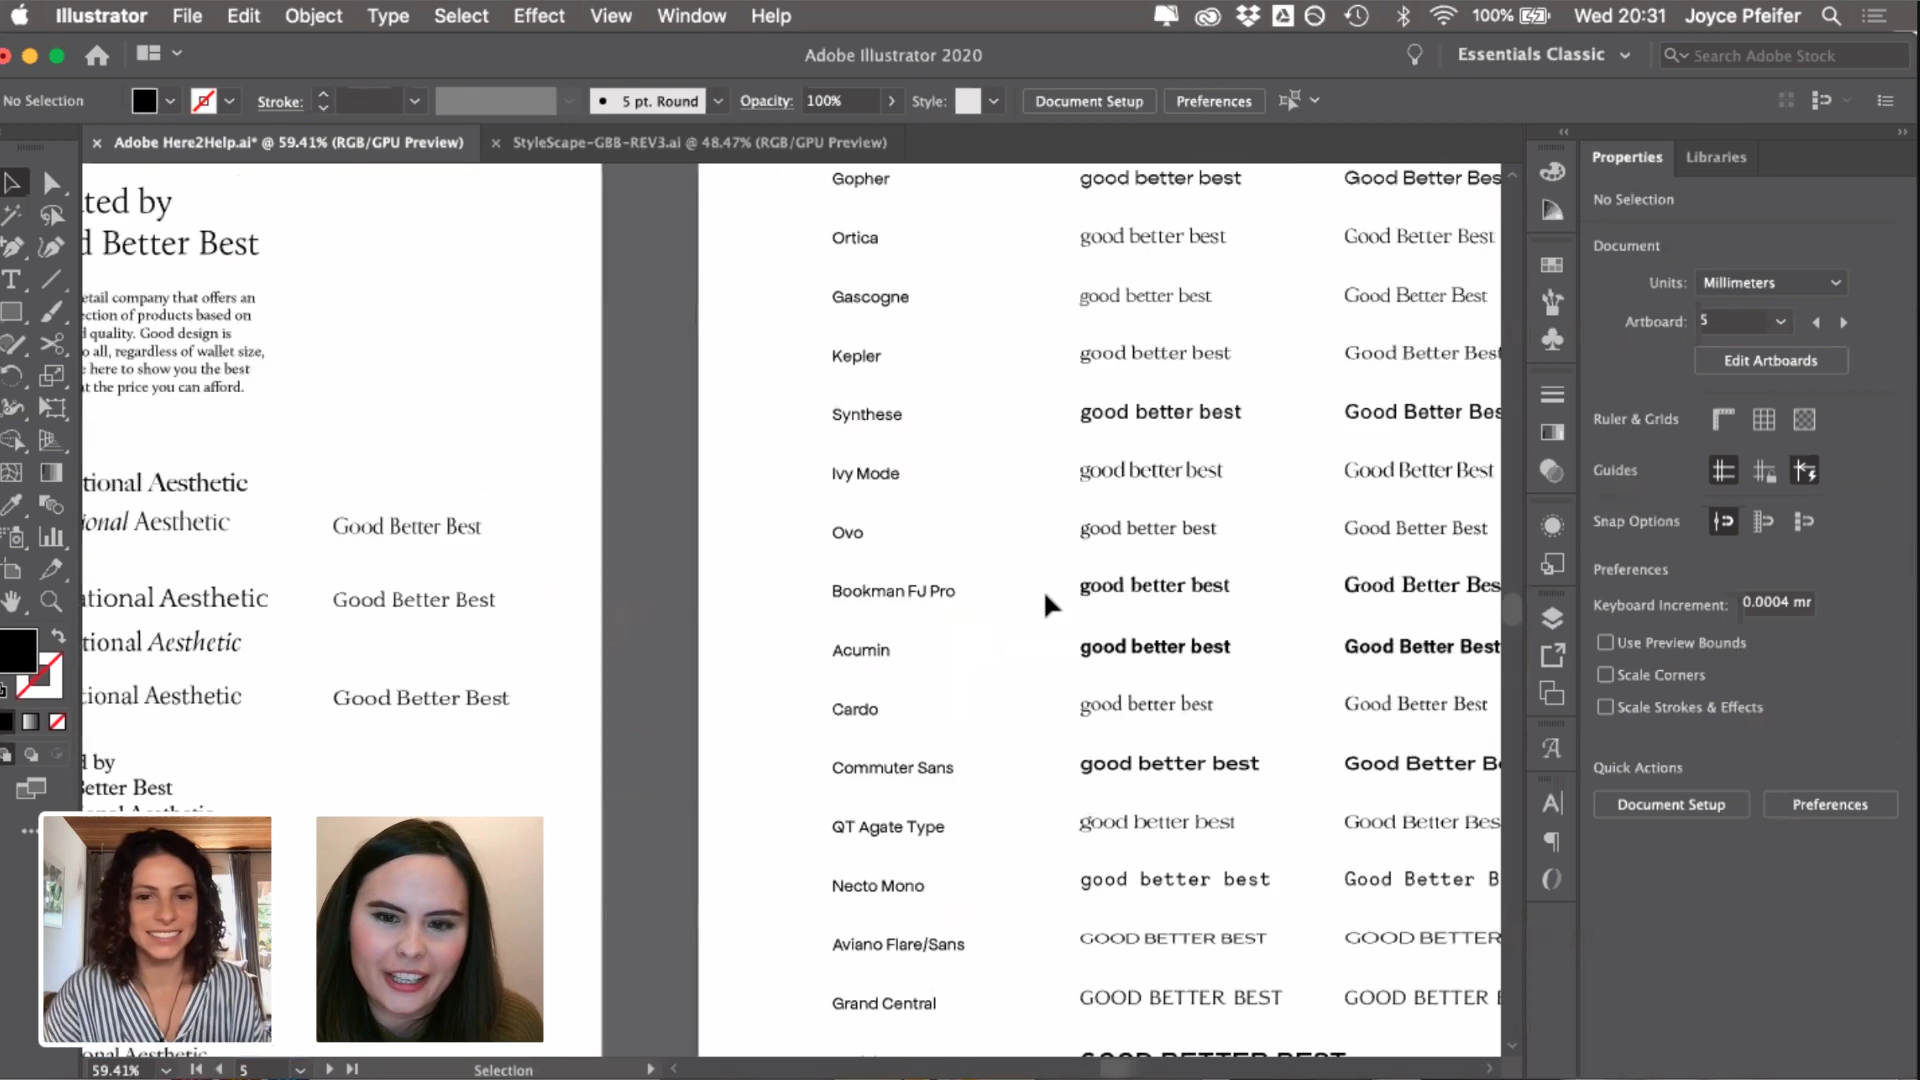 Illustrator File Edit Object Type Select Effect View Window Help 100% Wed 20:31 Joyce Pfeifer
Adobe Illustrator 2020 Essentials Classic Search Adobe Stock
No Selection Stroke: 5 pt. Round Opacity: 100% Style: Document Setup Preferences
Adobe Here2Help.ai* @ 59.41% (RGB/GPU Preview) StyleScape-GBB-REV3.ai @ 48.47% (RGB/GPU Preview)
ted by
d Better Best
etail company that offers an
ction of products based on
d quality. Good design is
o all, regardless of wallet size,
e here to show you the best
at the price you can afford.
tional Aesthetic
ional Aesthetic Good Better Best
ational Aesthetic Good Better Best
tional Aesthetic
tional Aesthetic Good Better Best
d by
Better Best
onal Aesthetic
onal Aesthetic
Gopher good better best Good Better Bes
Ortica good better best Good Better Best
Gascogne good better best Good Better Best
Kepler good better best Good Better Best
Synthese good better best Good Better Bes
Ivy Mode good better best Good Better Best
Ovo good better best Good Better Best
Bookman FJ Pro good better best Good Better Bes
Acumin good better best Good Better Best
Cardo good better best Good Better Best
Commuter Sans good better best Good Better B
QT Agate Type good better best Good Better Bes
Necto Mono good better best Good Better B
Aviano Flare/Sans GOOD BETTER BEST GOOD BETTER
Grand Central GOOD BETTER BEST GOOD BETTER
GOOD BETTER BEST
Properties Libraries
No Selection
Document
Units: Millimeters
Artboard: 5
Edit Artboards
Ruler & Grids
Guides
Snap Options
Preferences
Keyboard Increment: 0.0004 mr
Use Preview Bounds
Scale Corners
Scale Strokes & Effects
Quick Actions
Document Setup Preferences
59.41% 5 Selection